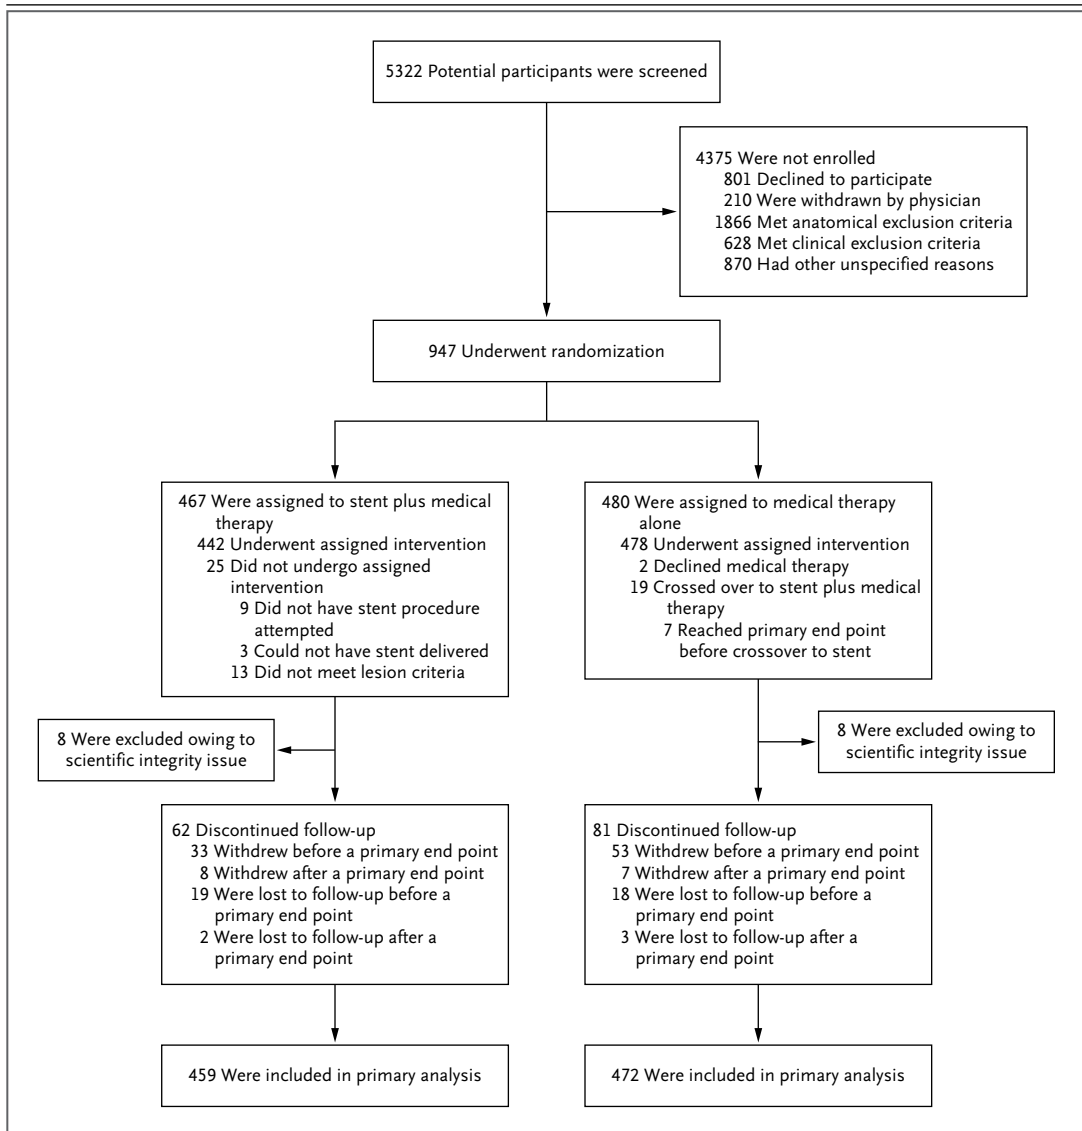 5322 Potential participants were screened
4375 Were not enrolled
801 Declined to participate
210 Were withdrawn by physician
1866 Met anatomical exclusion criteria
628 Met clinical exclusion criteria
870 Had other unspecified reasons
947 Underwent randomization
467 Were assigned to stent plus medical
therapy
442 Underwent assigned intervention
25 Did not undergo assigned
intervention
9 Did not have stent procedure
attempted
3 Could not have stent delivered
13 Did not meet lesion criteria
480 Were assigned to medical therapy
alone
478 Underwent assigned intervention
2 Declined medical therapy
19 Crossed over to stent plus medical
therapy
7 Reached primary end point
before crossover to stent
8 Were excluded owing to
scientific integrity issue
8 Were excluded owing to
scientific integrity issue
62 Discontinued follow-up
33 Withdrew before a primary end point
8 Withdrew after a primary end point
19 Were lost to follow-up before a
primary end point
2 Were lost to follow-up after a
primary end point
81 Discontinued follow-up
53 Withdrew before a primary end point
7 Withdrew after a primary end point
18 Were lost to follow-up before a
primary end point
3 Were lost to follow-up after a
primary end point
459 Were included in primary analysis
472 Were included in primary analysis